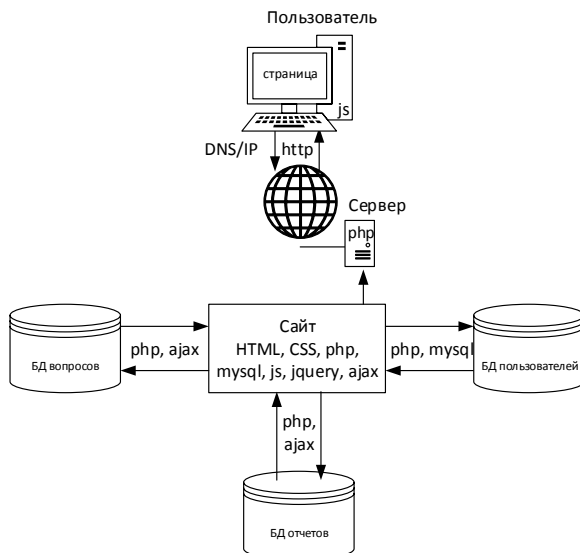 Пользователь
страница
js
DNS/IP
http
Сервер
php
Сайт
HTML, CSS, php,
mysql, js, jquery, ajax
php, ajax
БД вопросов
php, mysql
БД пользователей
php,
ajax
БД отчетов